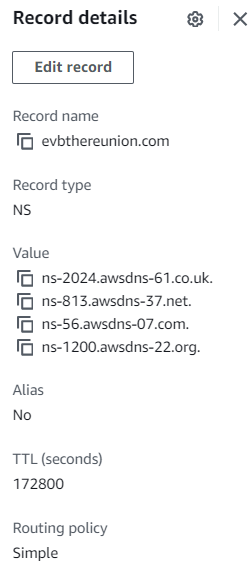 Record details
Edit record
Record name
evbthereunion.com
Record type
NS
Value
ns-2024.awsdns-61.co.uk.
ns-813.awsdns-37.net.
ns-56.awsdns-07.com.
ns-1200.awsdns-22.org.
Alias
No
TTL (seconds)
172800
Routing policy
Simple